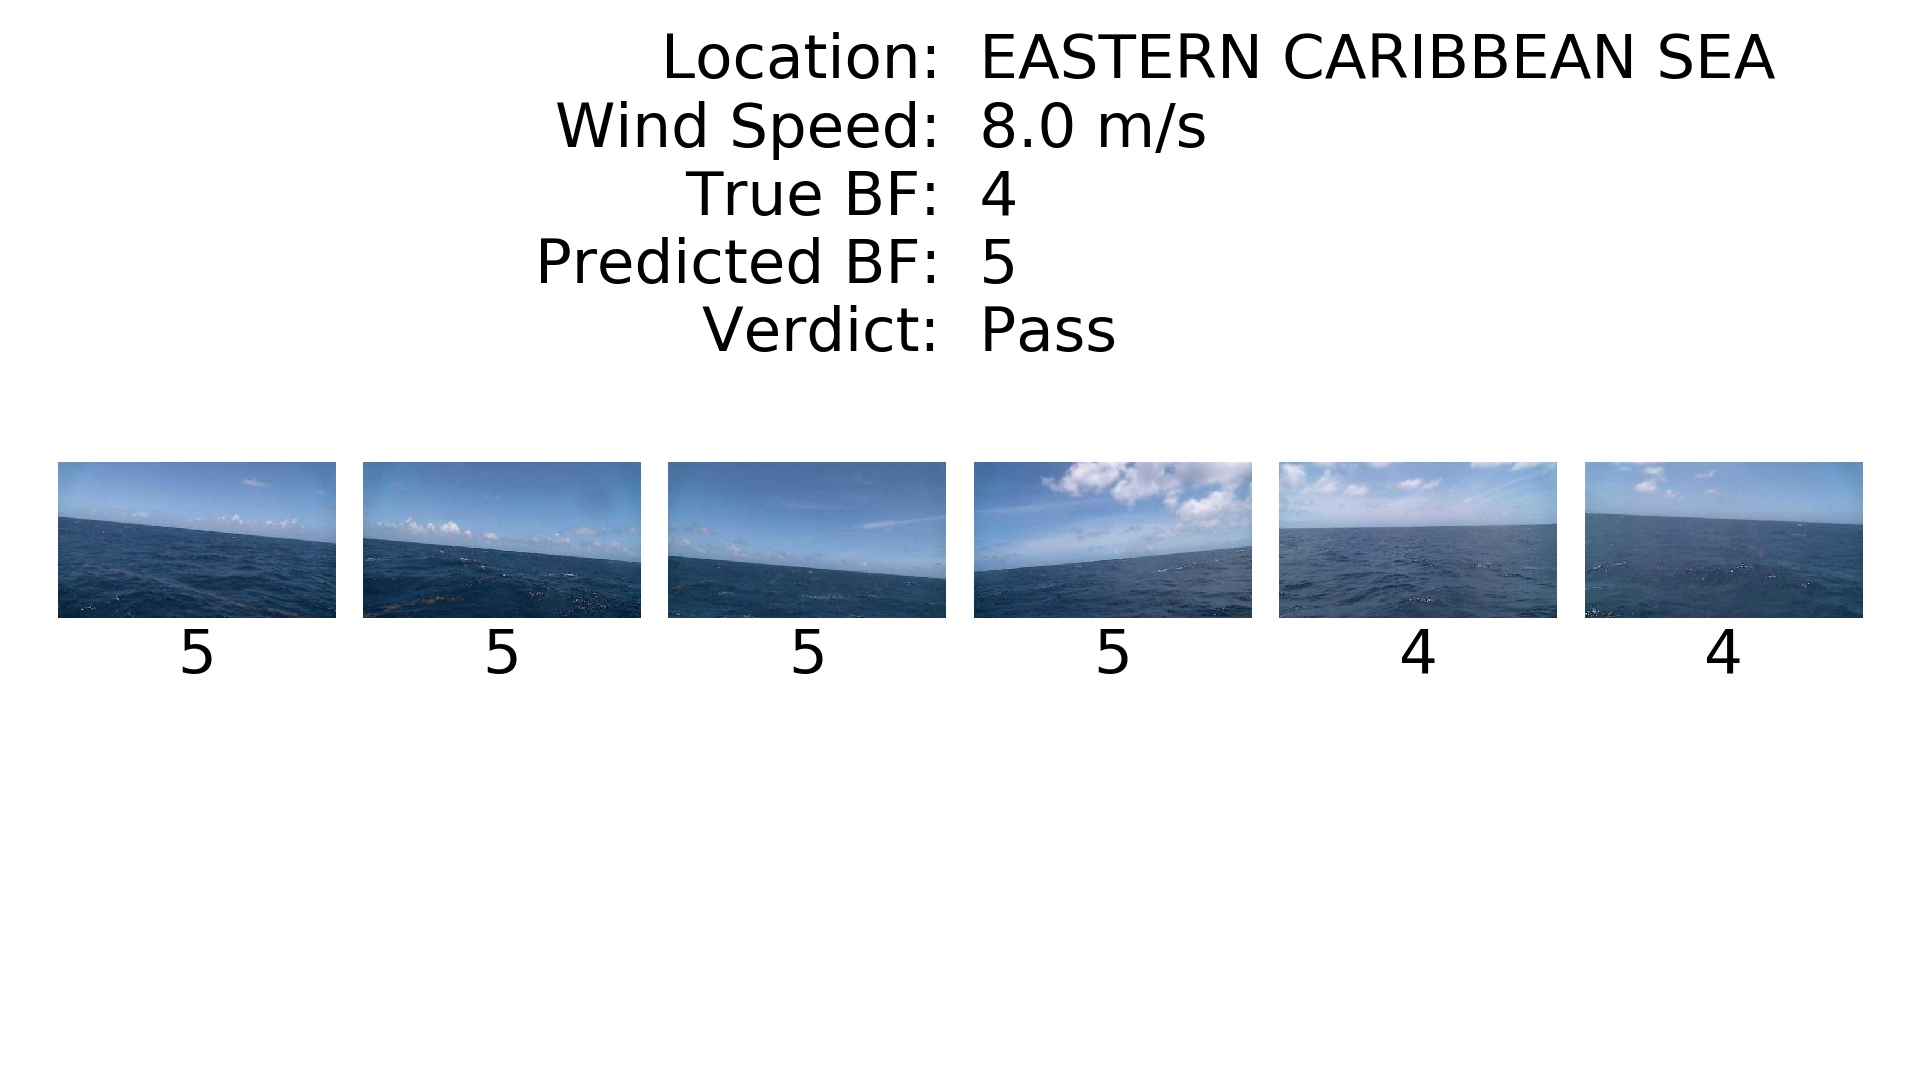 Location: EASTERN CARIBBEAN SEA
Wind Speed: 8.0 m/s
True BF: 4
Predicted BF: 5
Verdict: Pass
5 5 5 5 4 4